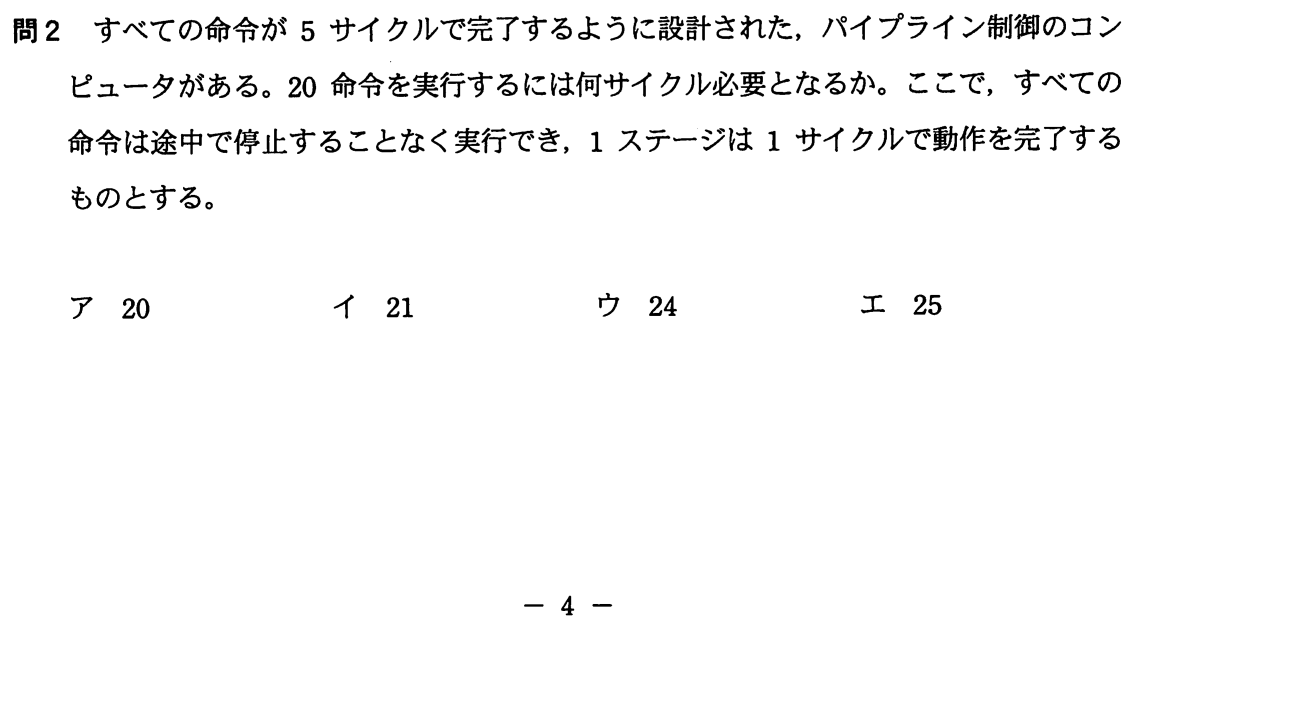 問2 すべての命令が 5 サイクルで完了するように設計された，パイプライン制御のコン
ピュータがある。20 命令を実行するには何サイクル必要となるか。ここで，すべての
命令は途中で停止することなく実行でき，1 ステージは 1 サイクルで動作を完了する
ものとする。
ア 20 イ 21 ウ 24 エ 25
－ 4 －